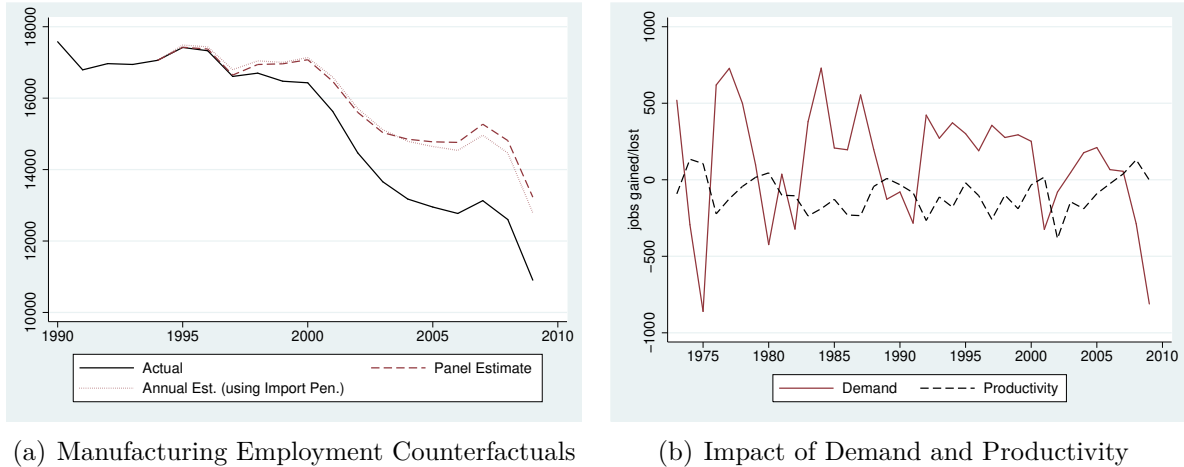 18000
16000
14000
12000
10000
1990
1995
2000
2005
2010
Actual
Panel Estimate
Annual Est. (using Import Pen.)
(a) Manufacturing Employment Counterfactuals
jobs gained/lost
1000
500
0
−500
−1000
1975
1980
1985
1990
1995
2000
2005
2010
Demand
Productivity
(b) Impact of Demand and Productivity